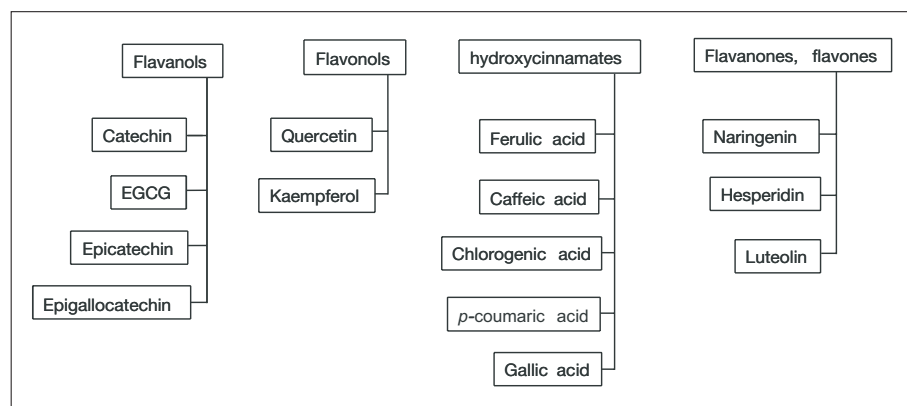 Flavanols
Catechin
EGCG
Epicatechin
Epigallocatechin
Flavonols
Quercetin
Kaempferol
hydroxycinnamates
Ferulic acid
Caffeic acid
Chlorogenic acid
p-coumaric acid
Gallic acid
Flavanones, flavones
Naringenin
Hesperidin
Luteolin